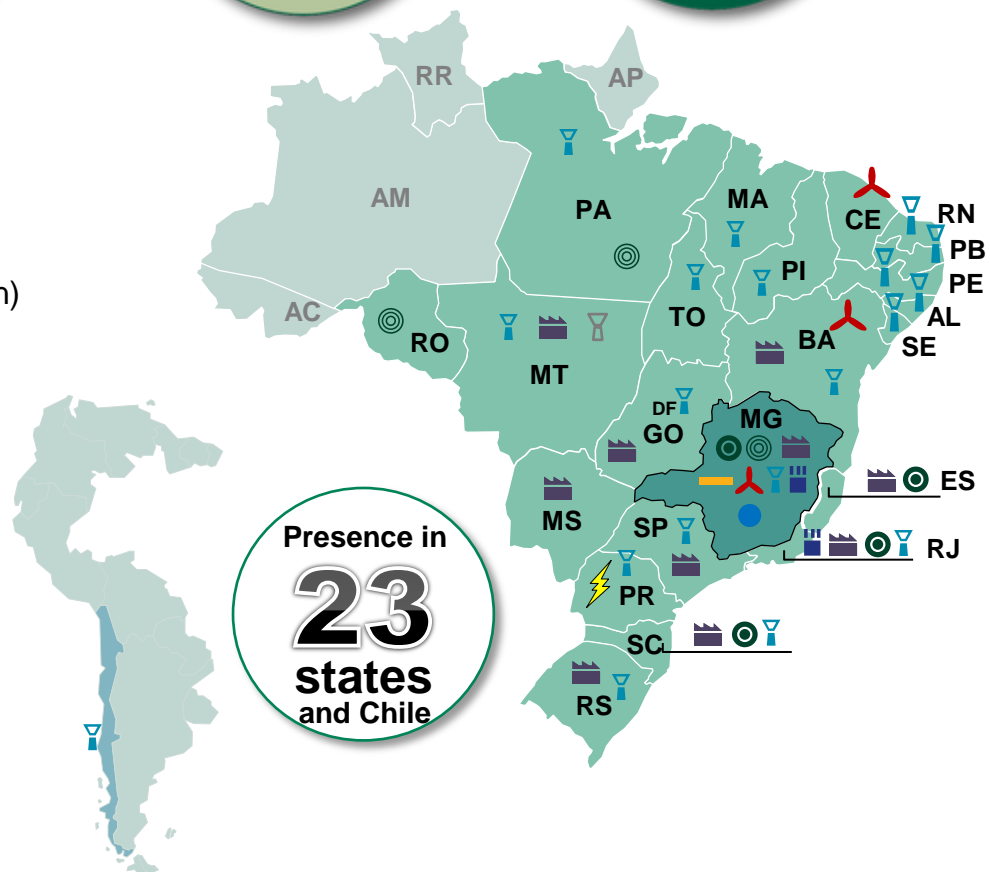 RR
AP
AM
PA
MA
CE
RN
PB
PI
PE
n)
AC
TO
AL
RO
BA
SE
MT
DF
GO
MG
ES
MS
SP
Presence in
RJ
23
PR
states
SC
and Chile
RS